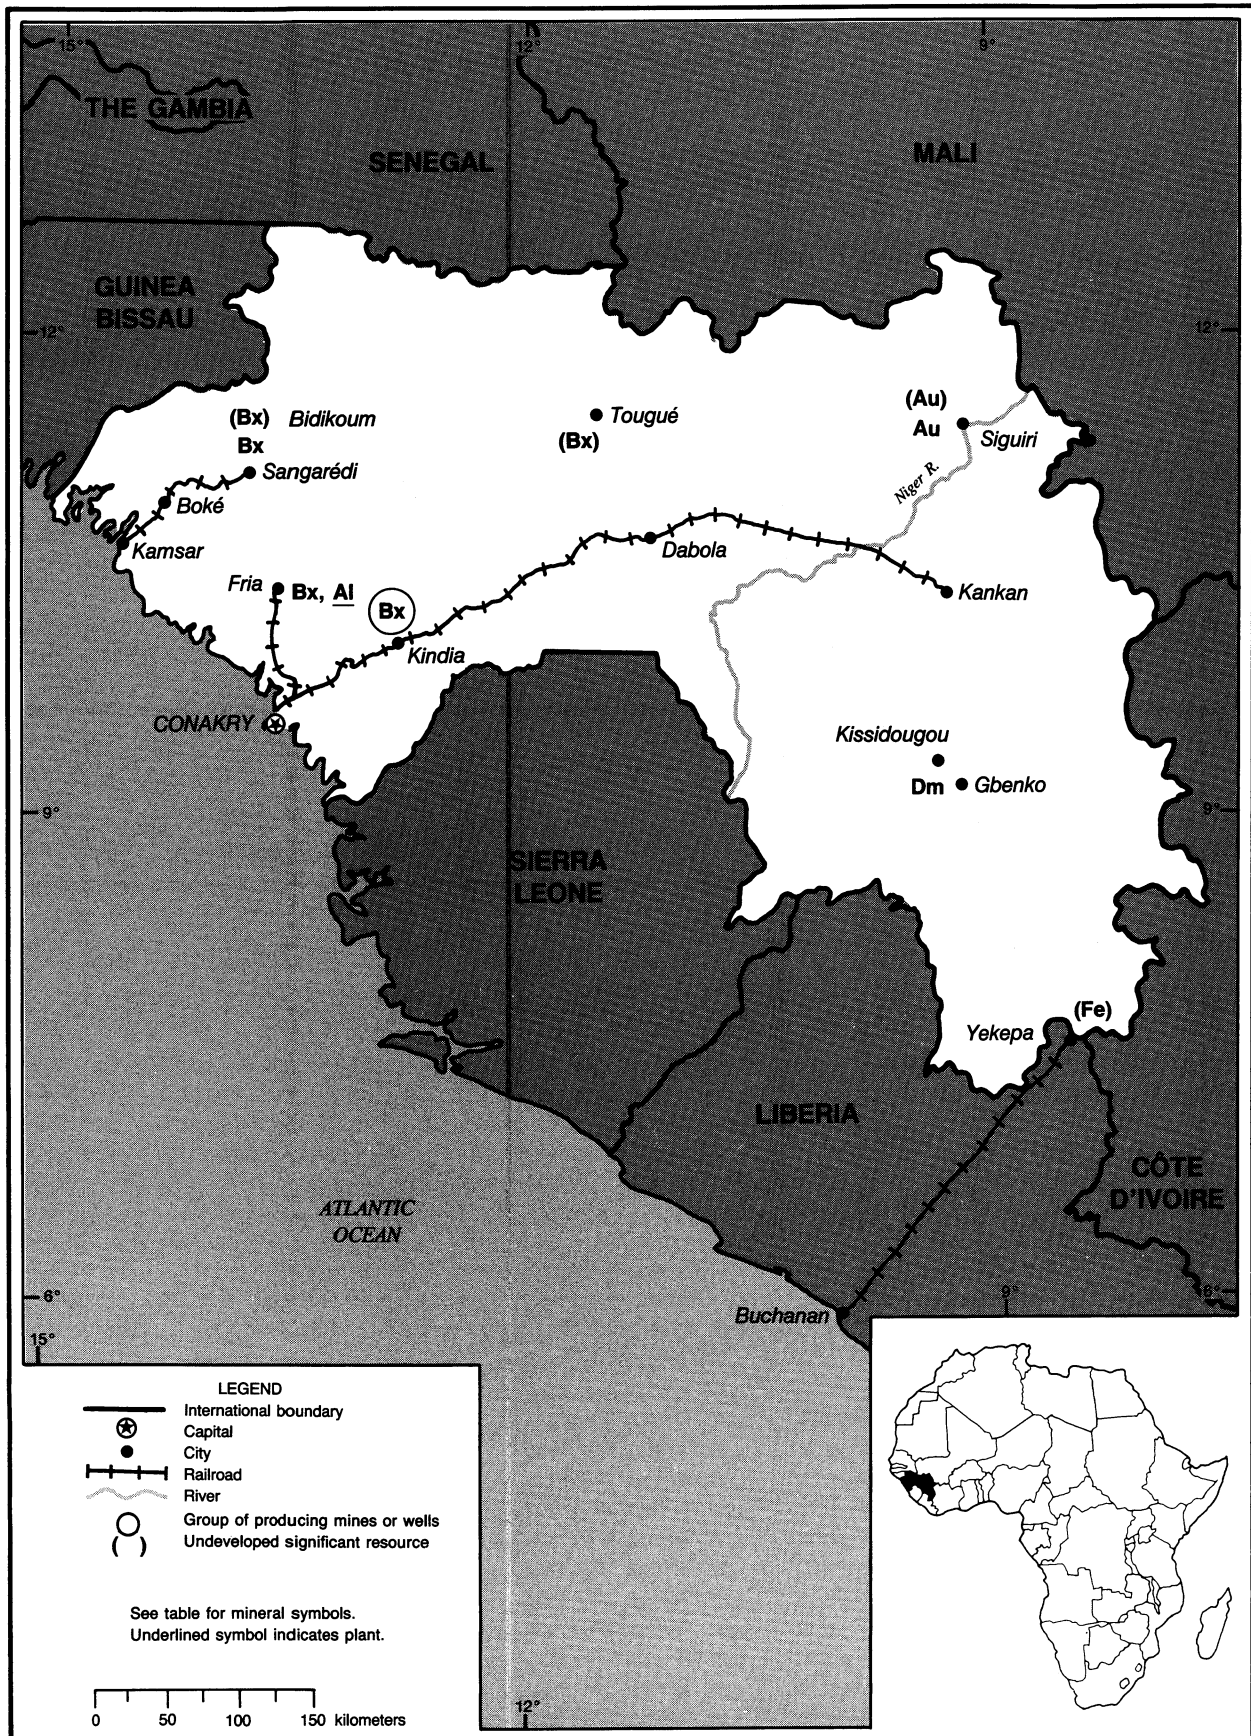 15°
12°
9°
THE GAMBIA
SENEGAL
MALI
GUINEA
BISSAU
12°
12°
(Bx) Bidikoum
Bx
Sangarédi
Tougué
(Bx)
(Au)
Au
Siguiri
Niger R.
Boké
Kamsar
Dabola
Fria
Bx, Al
Bx
Kindia
Kankan
CONAKRY
Kissidougou
Dm
Gbenko
9°
9°
SIERRA
LEONE
(Fe)
Yekepa
LIBERIA
CÔTE
D'IVOIRE
ATLANTIC
OCEAN
6°
9°
6°
Buchanan
15°
LEGEND
International boundary
Capital
City
Railroad
River
Group of producing mines or wells
Undeveloped significant resource
See table for mineral symbols.
Underlined symbol indicates plant.
0 50 100 150 kilometers
12°